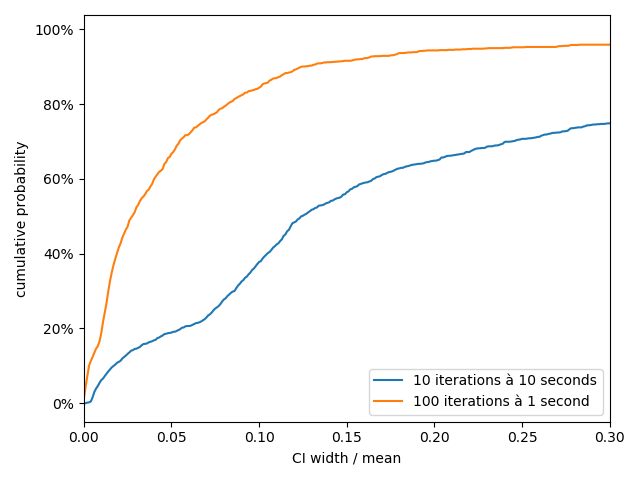 100%
80%
60%
40%
20%
0%
cumulative probability
0.00 0.05 0.10 0.15 0.20 0.25 0.30
CI width / mean
10 iterations à 10 seconds
100 iterations à 1 second